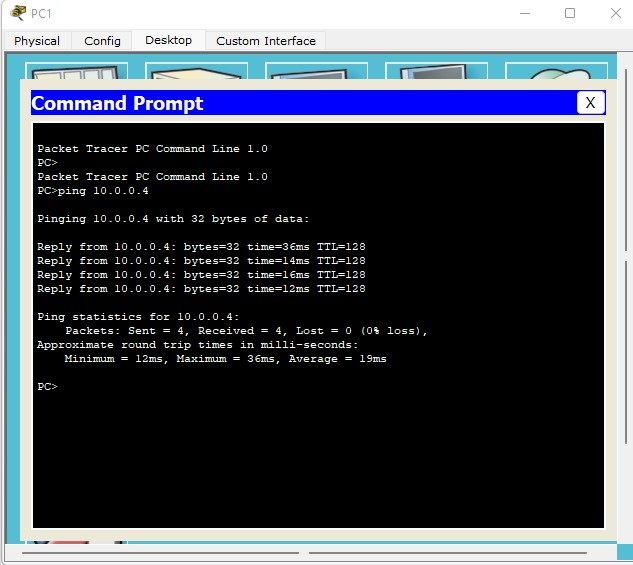 PC1
Physical Config Desktop Custom Interface
Command Prompt X
Packet Tracer PC Command Line 1.0
PC>
Packet Tracer PC Command Line 1.0
PC>ping 10.0.0.4
Pinging 10.0.0.4 with 32 bytes of data:
Reply from 10.0.0.4: bytes=32 time=36ms TTL=128
Reply from 10.0.0.4: bytes=32 time=14ms TTL=128
Reply from 10.0.0.4: bytes=32 time=16ms TTL=128
Reply from 10.0.0.4: bytes=32 time=12ms TTL=128
Ping statistics for 10.0.0.4:
Packets: Sent = 4, Received = 4, Lost = 0 (0% loss),
Approximate round trip times in milli-seconds:
Minimum = 12ms, Maximum = 36ms, Average = 19ms
PC>